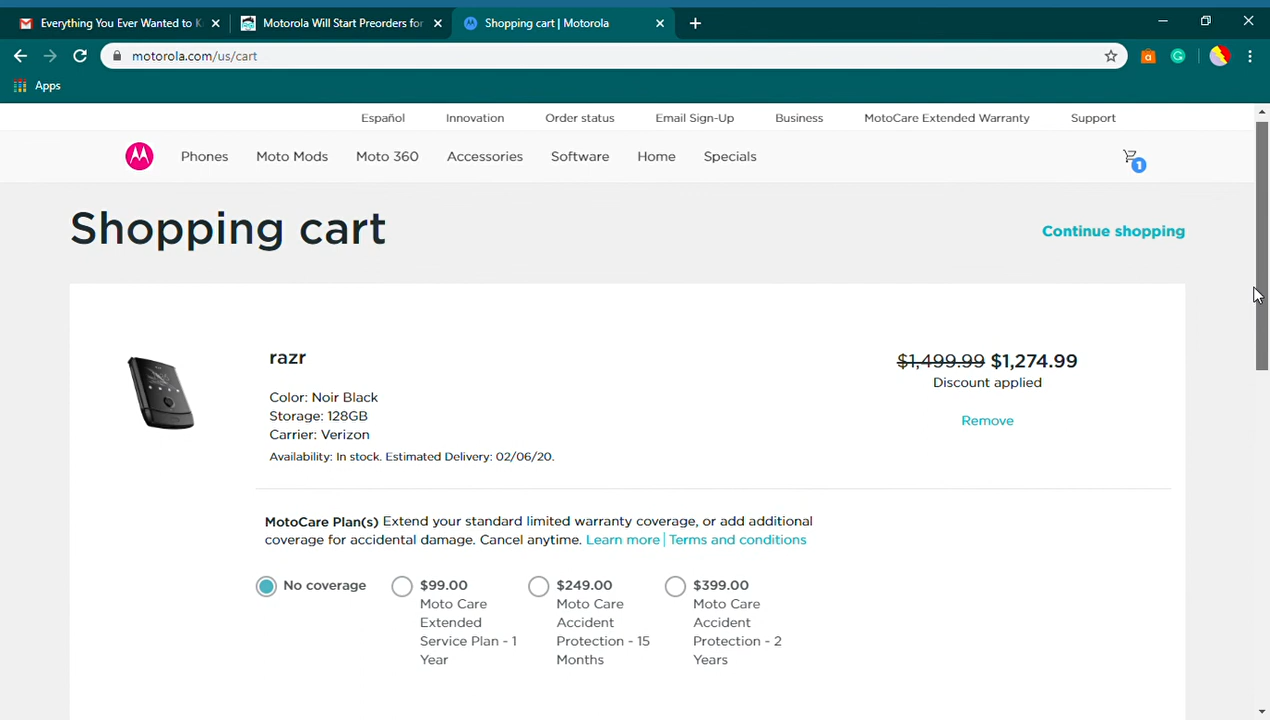 Everything You Ever Wanted to K
Motorola Will Start Preorders for
Shopping cart | Motorola
motorola.com/us/cart
Apps
Español Innovation Order status Email Sign-Up Business MotoCare Extended Warranty Support
Phones Moto Mods Moto 360 Accessories Software Home Specials
1
Shopping cart
Continue shopping
razr
$1,499.99 $1,274.99
Discount applied
Remove
Color: Noir Black
Storage: 128GB
Carrier: Verizon
Availability: In stock. Estimated Delivery: 02/06/20.
MotoCare Plan(s) Extend your standard limited warranty coverage, or add additional
coverage for accidental damage. Cancel anytime. Learn more | Terms and conditions
No coverage
$99.00
Moto Care
Extended
Service Plan - 1
Year
$249.00
Moto Care
Accident
Protection - 15
Months
$399.00
Moto Care
Accident
Protection - 2
Years